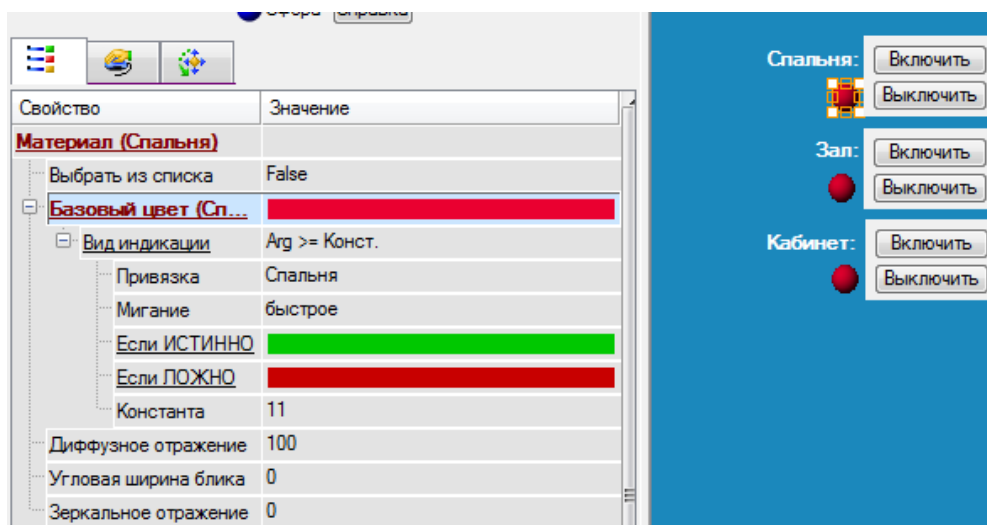 Сфора Справка
Свойство Значение
Материал (Спальня)
Выбрать из списка False
Базовый цвет (Сп...
Вид индикации Arg >= Конст.
Привязка Спальня
Мигание быстрое
Если ИСТИННО
Если ЛОЖНО
Константа 11
Диффузное отражение 100
Угловая ширина блика 0
Зеркальное отражение 0
Спальня: Включить
Выключить
Зал: Включить
Выключить
Кабинет: Включить
Выключить